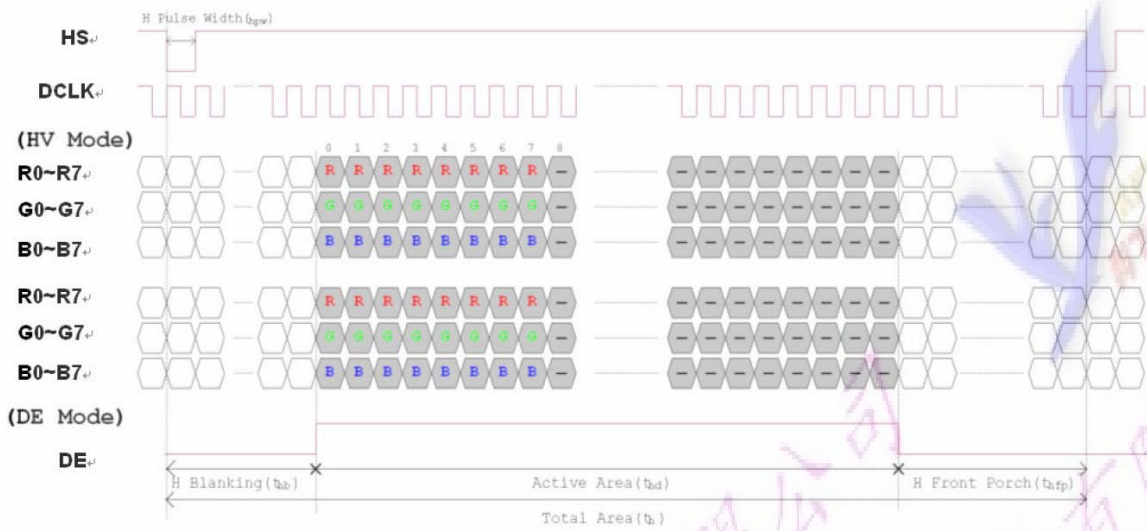 H Pulse Width(thpw)
HS
DCLK
(HV Mode)
0 1 2 3 4 5 6 7 8
R0~R7 R R R R R R R R
G0~G7 G G G G G G G G
B0~B7 B B B B B B B B
R0~R7 R R R R R R R R
G0~G7 G G G G G G G G
B0~B7 B B B B B B B B
(DE Mode)
DE
H Blanking(thb) Active Area(thd) H Front Porch(thfp)
Total Area(th)